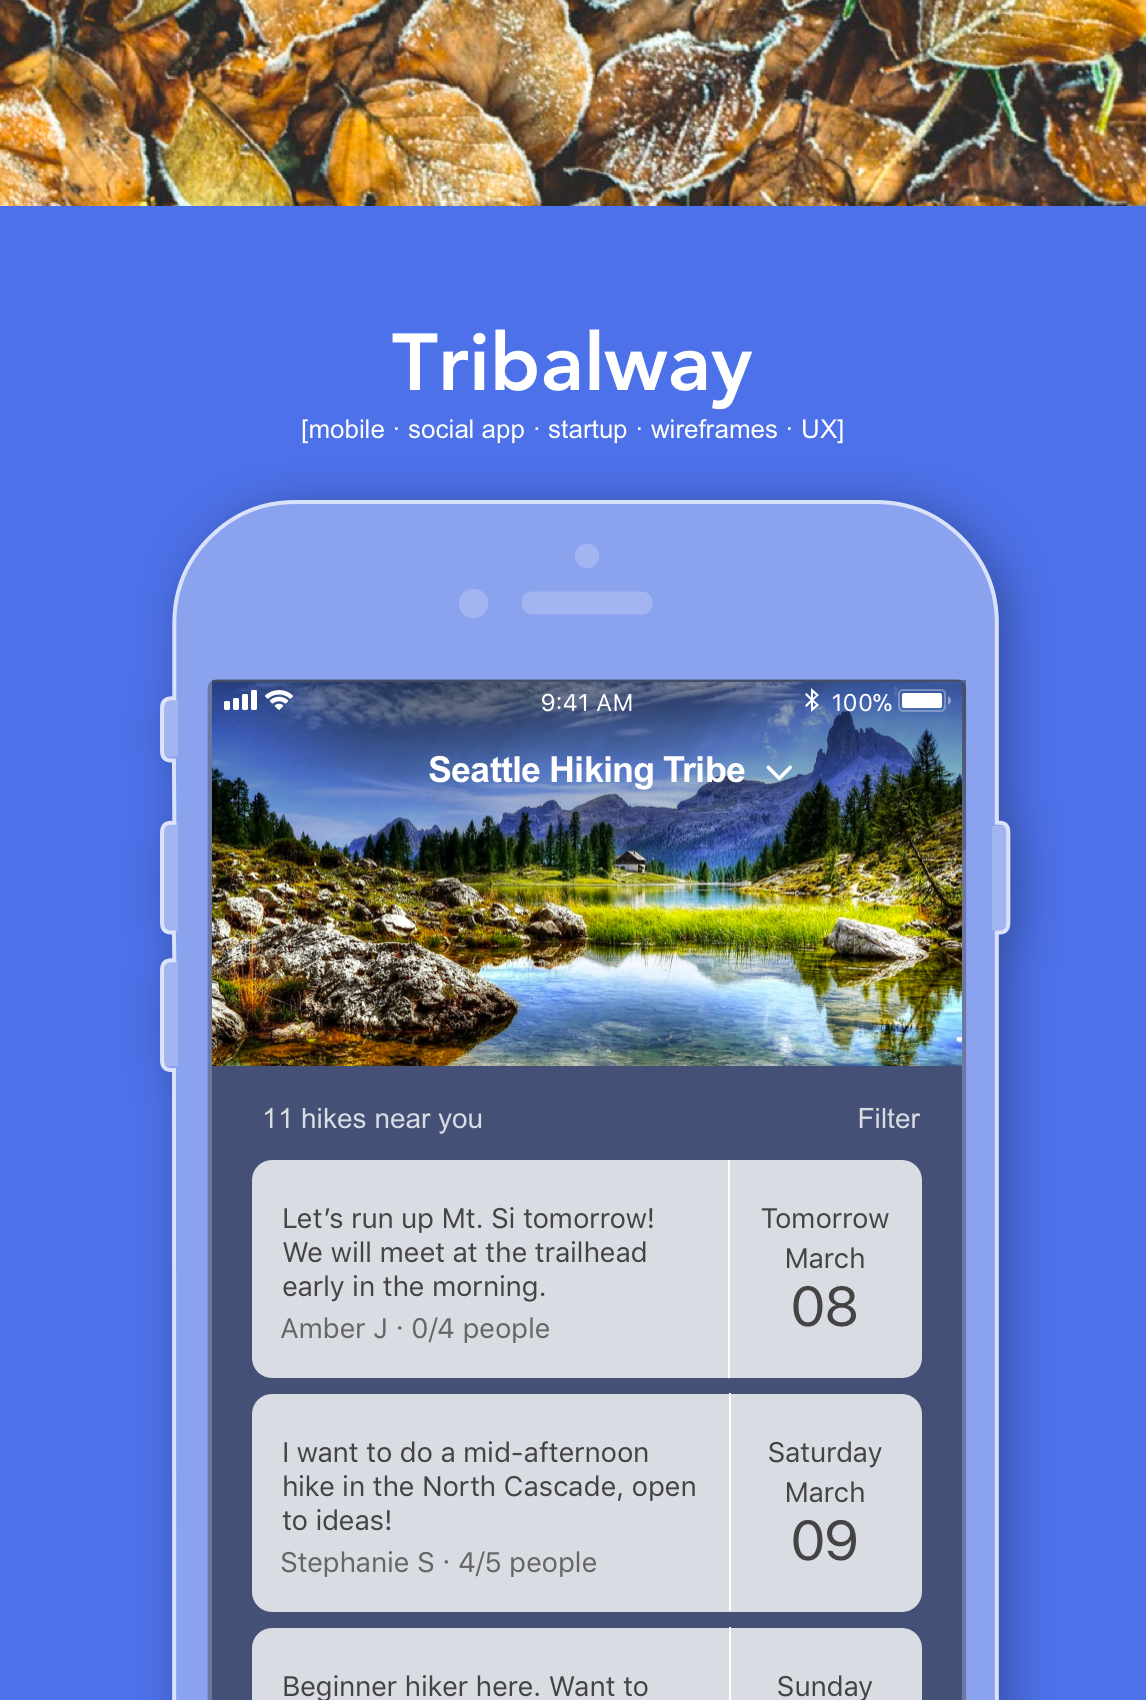 Tribalway
[mobile · social app · startup · wireframes · UX]
9:41 AM
100%
Seattle Hiking Tribe
11 hikes near you
Filter
Let’s run up Mt. Si tomorrow!
We will meet at the trailhead
early in the morning.
Amber J · 0/4 people
Tomorrow
March
08
I want to do a mid-afternoon
hike in the North Cascade, open
to ideas!
Stephanie S · 4/5 people
Saturday
March
09
Beginner hiker here. Want to
Sunday